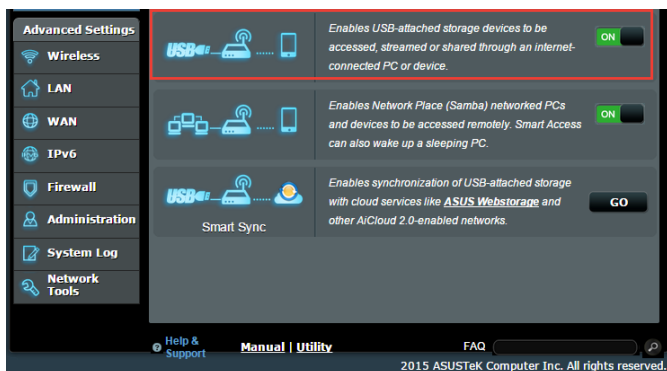 Advanced Settings
Wireless
LAN
WAN
IPv6
Firewall
Administration
System Log
Network
Tools
USB
Enables USB-attached storage devices to be
accessed, streamed or shared through an internet-
connected PC or device.
ON
Enables Network Place (Samba) networked PCs
and devices to be accessed remotely. Smart Access
can also wake up a sleeping PC.
ON
USB
Smart Sync
Enables synchronization of USB-attached storage
with cloud services like ASUS Webstorage and
other AiCloud 2.0-enabled networks.
GO
Help &
Support
Manual | Utility
FAQ
2015 ASUSTeK Computer Inc. All rights reserved.